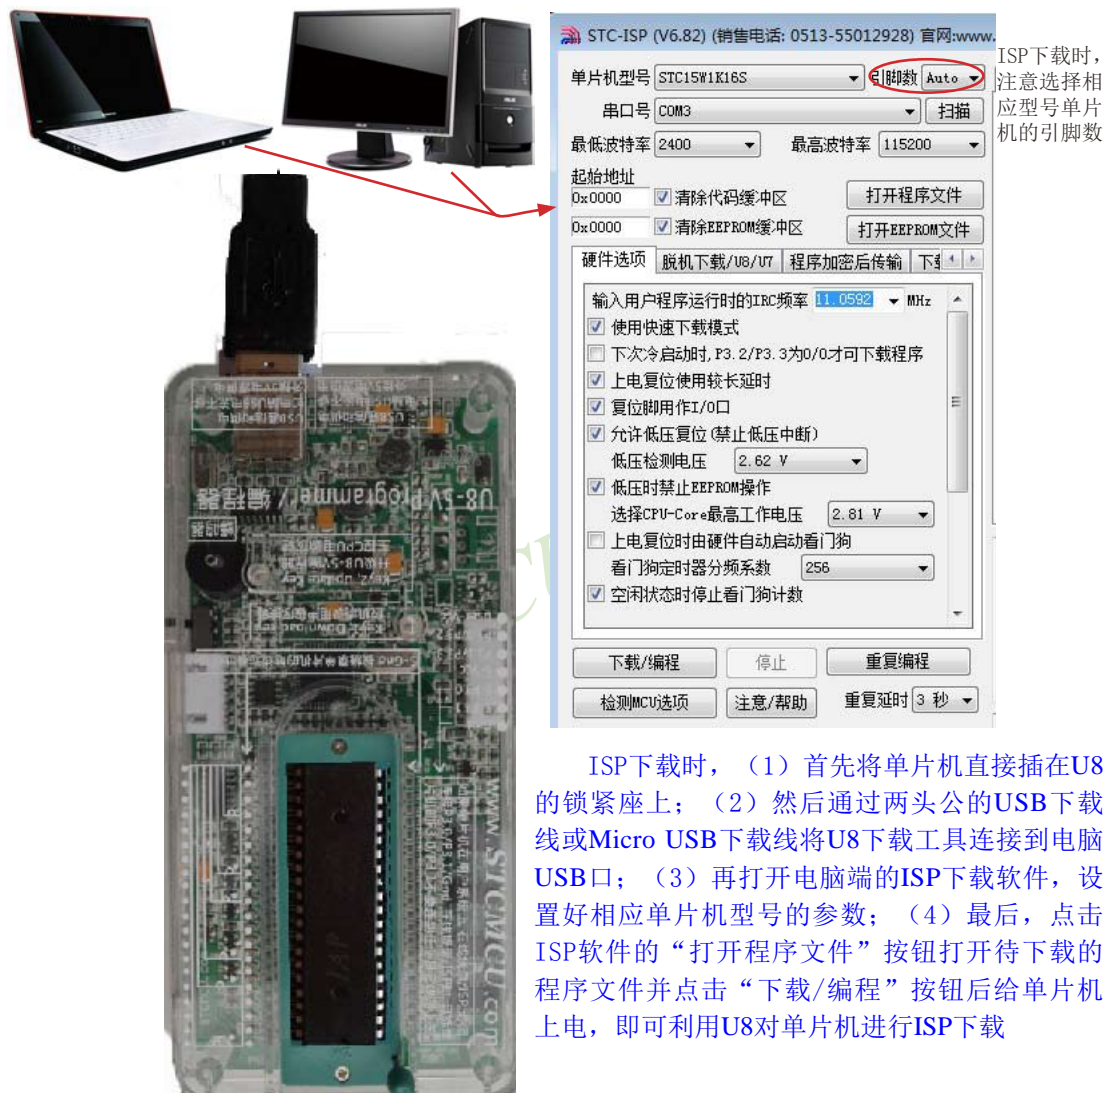 STC-ISP (V6.82) (销售电话: 0513-55012928) 官网:www.
单片机型号 STC15W1K16S 引脚数 Auto
串口号 COM3 扫描
最低波特率 2400 最高波特率 115200
起始地址
0x0000 清除代码缓冲区 打开程序文件
0x0000 清除EEPROM缓冲区 打开EEPROM文件
硬件选项 脱机下载/U8/U7 程序加密后传输
输入用户程序运行时的IRC频率 11.0592 MHz
使用快速下载模式
下次冷启动时,P3.2/P3.3为0/0才可下载程序
上电复位使用较长延时
复位脚用作I/O口
允许低压复位(禁止低压中断)
低压检测电压 2.62 V
低压时禁止EEPROM操作
选择CPU-Core最高工作电压 2.81 V
上电复位时由硬件自动启动看门狗
看门狗定时器分频系数 256
空闲状态时停止看门狗计数
下载/编程 停止 重复编程
检测MCU选项 注意/帮助 重复延时 3 秒
ISP下载时，
注意选择相
应型号单片
机的引脚数
U8-5V Programmer / 编程器
www.STCMCU.com
ISP下载时，（1）首先将单片机直接插在U8
的锁紧座上；（2）然后通过两头公的USB下载
线或Micro USB下载线将U8下载工具连接到电脑
USB口；（3）再打开电脑端的ISP下载软件，设
置好相应单片机型号的参数；（4）最后，点击
ISP软件的“打开程序文件”按钮打开待下载的
程序文件并点击“下载/编程”按钮后给单片机
上电，即可利用U8对单片机进行ISP下载